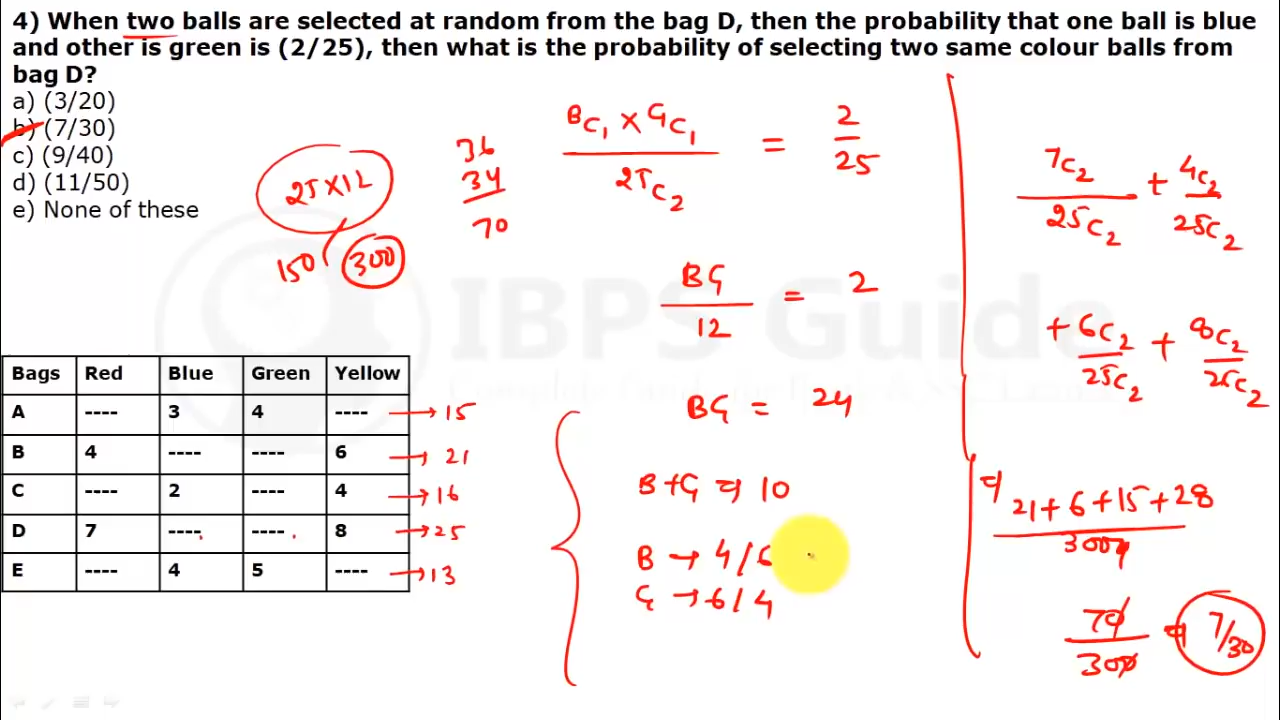 4) When two balls are selected at random from the bag D, then the probability that one ball is blue
and other is green is (2/25), then what is the probability of selecting two same colour balls from
bag D?
a) (3/20)
b) (7/30)
c) (9/40)
d) (11/50)
e) None of these
25 x 12
150
300
36
34
70
BC1 x GC1 / 25C2 = 2/25
BG/12 = 2
BG = 24
B+G ⇒ 10
B → 4/6
G → 6/4
7C2/25C2 + 4C2/25C2
+ 6C2/25C2 + 8C2/25C2
⇒ 21+6+15+28 / 300
70/300 ⇒ 7/30
IBPS Guide
Bags Red Blue Green Yellow
A ---- 3 4 ---- → 15
B 4 ---- ---- 6 → 21
C ---- 2 ---- 4 → 16
D 7 ---- ---- 8 → 25
E ---- 4 5 ---- → 13